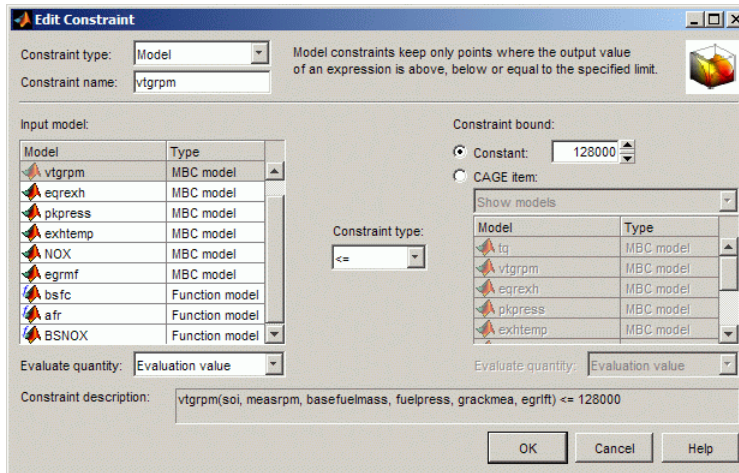 Edit Constraint
Constraint type: Model
Constraint name: vtgrpm
Model constraints keep only points where the output value
of an expression is above, below or equal to the specified limit.
Input model:
Model Type
vtgrpm MBC model
eqrexh MBC model
pkpress MBC model
exhtemp MBC model
NOX MBC model
egrmf MBC model
bsfc Function model
afr Function model
BSNOX Function model
Evaluate quantity: Evaluation value
Constraint type:
<=
Constraint bound:
Constant: 128000
CAGE item:
Show models
Model Type
tq MBC model
vtgrpm MBC model
eqrexh MBC model
pkpress MBC model
exhtemp MBC model
Evaluate quantity: Evaluation value
Constraint description: vtgrpm(soi, measrpm, basefuelmass, fuelpress, grackmea, egrlft) <= 128000
OK Cancel Help